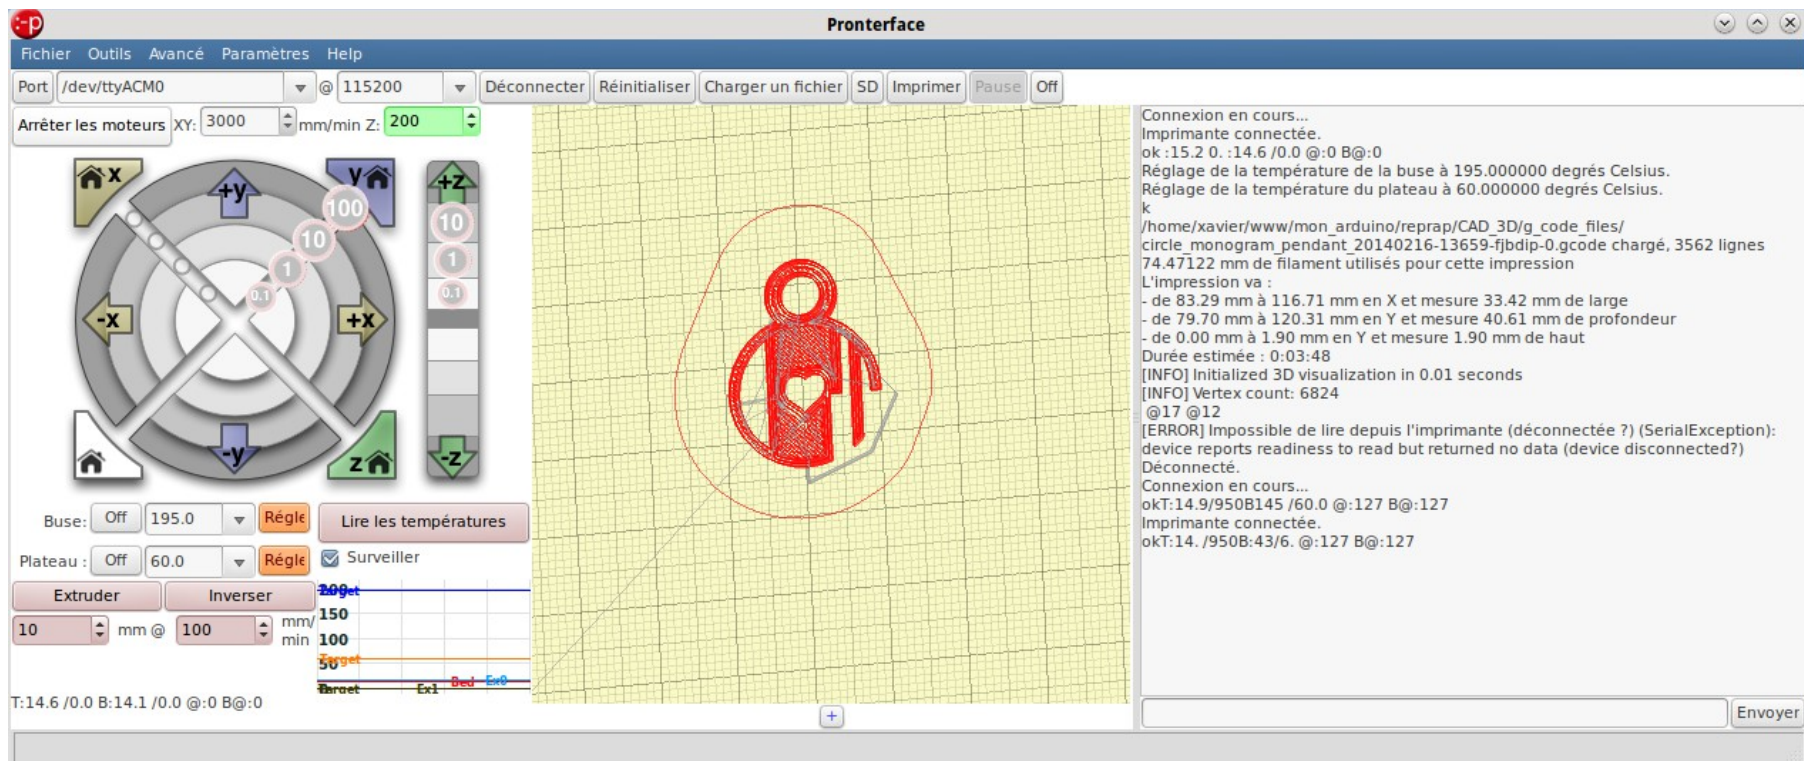 :-p
Pronterface
Fichier Outils Avancé Paramètres Help
Port /dev/ttyACM0 @ 115200 Déconnecter Réinitialiser Charger un fichier SD Imprimer Pause Off
Arrêter les moteurs XY: 3000 mm/min Z: 200
x +y y +z
100 10
10 1
1 0.1
0.1
-x +x
-y z -z
Buse: Off 195.0 Régle Lire les températures
Plateau : Off 60.0 Régle Surveiller
Extruder Inverser
10 mm @ 100 mm/
min
Target
150
100
Target
50
Target Ex1 Bed Ex0
T:14.6 /0.0 B:14.1 /0.0 @:0 B@:0
+
Connexion en cours...
Imprimante connectée.
ok :15.2 0. :14.6 /0.0 @:0 B@:0
Réglage de la température de la buse à 195.000000 degrés Celsius.
Réglage de la température du plateau à 60.000000 degrés Celsius.
k
/home/xavier/www/mon_arduino/reprap/CAD_3D/g_code_files/
circle_monogram_pendant_20140216-13659-fjbdip-0.gcode chargé, 3562 lignes
74.47122 mm de filament utilisés pour cette impression
L'impression va :
- de 83.29 mm à 116.71 mm en X et mesure 33.42 mm de large
- de 79.70 mm à 120.31 mm en Y et mesure 40.61 mm de profondeur
- de 0.00 mm à 1.90 mm en Y et mesure 1.90 mm de haut
Durée estimée : 0:03:48
[INFO] Initialized 3D visualization in 0.01 seconds
[INFO] Vertex count: 6824
@17 @12
[ERROR] Impossible de lire depuis l'imprimante (déconnectée ?) (SerialException):
device reports readiness to read but returned no data (device disconnected?)
Déconnecté.
Connexion en cours...
okT:14.9/950B145 /60.0 @:127 B@:127
Imprimante connectée.
okT:14. /950B:43/6. @:127 B@:127
Envoyer